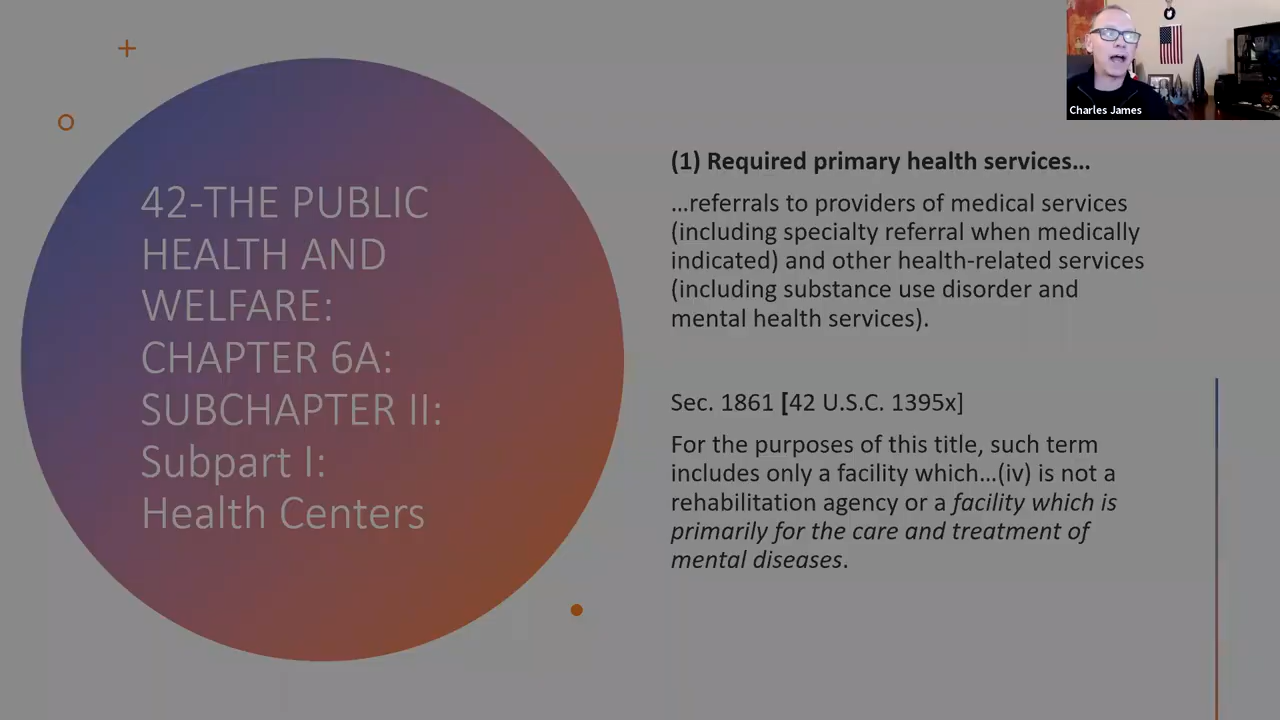 42-THE PUBLIC
HEALTH AND
WELFARE:
CHAPTER 6A:
SUBCHAPTER II:
Subpart I:
Health Centers
(1) Required primary health services…
…referrals to providers of medical services
(including specialty referral when medically
indicated) and other health-related services
(including substance use disorder and
mental health services).
Sec. 1861 [42 U.S.C. 1395x]
For the purposes of this title, such term
includes only a facility which…(iv) is not a
rehabilitation agency or a facility which is
primarily for the care and treatment of
mental diseases.
Charles James